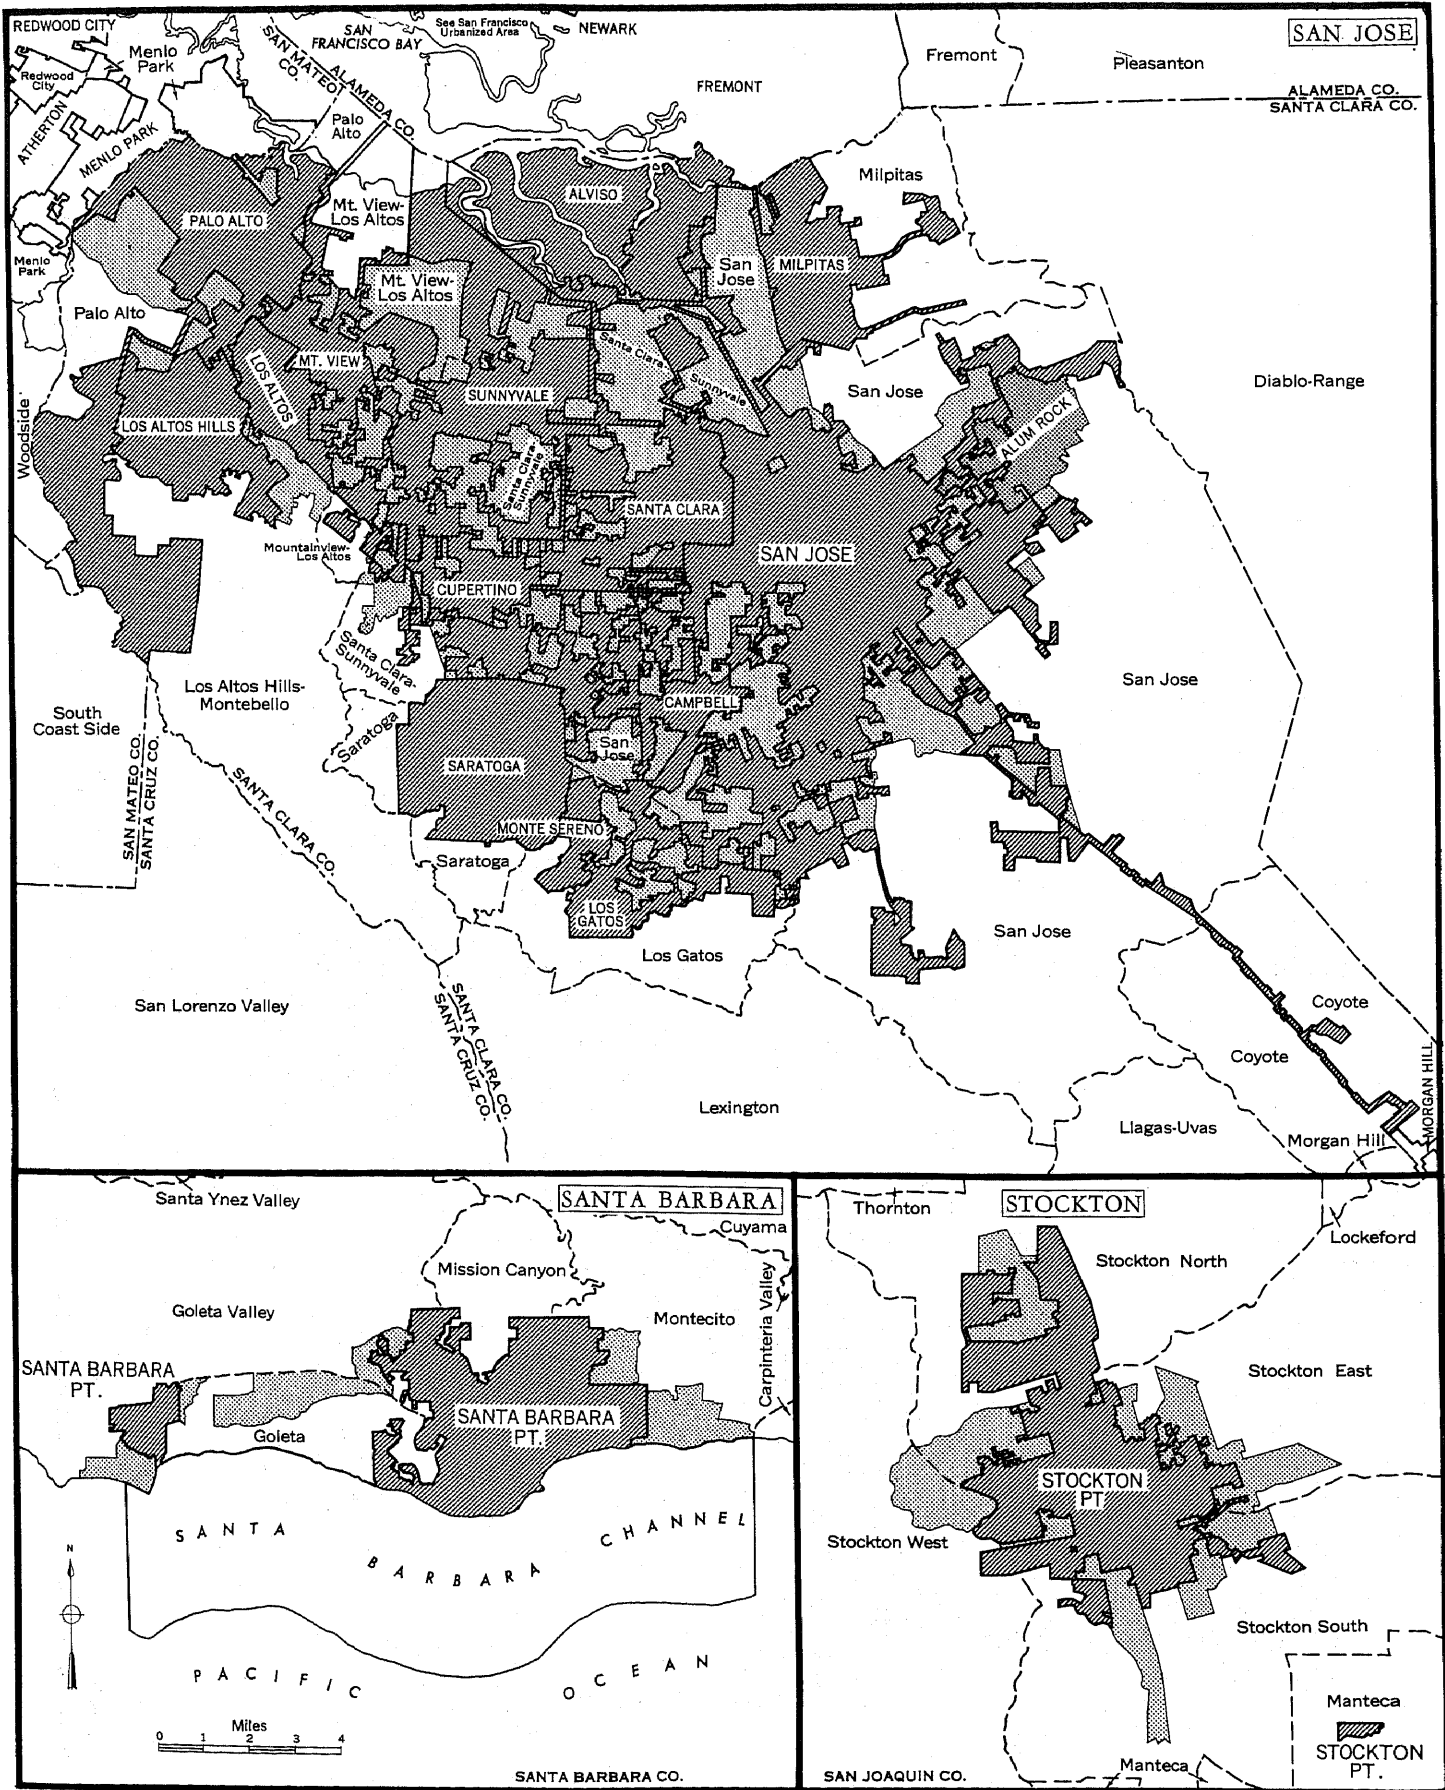 REDWOOD CITY
Redwood
City
Menlo
Park
ATHERTON
MENLO PARK
SAN
FRANCISCO BAY
See San Francisco
Urbanized Area
NEWARK
SAN MATEO
CO.
ALAMEDA CO.
Palo
Alto
FREMONT
Fremont
Pleasanton
SAN JOSE
ALAMEDA CO.
SANTA CLARA CO.
Menlo
Park
PALO ALTO
Mt. View-
Los Altos
ALVISO
Milpitas
Mt. View-
Los Altos
San
Jose
MILPITAS
Palo Alto
Woodside
LOS ALTOS HILLS
LOS ALTOS
MT. VIEW
SUNNYVALE
Santa Clara-
Sunnyvale
San Jose
ALUM ROCK
Diablo-Range
Santa Clara-
Sunnyvale
SANTA CLARA
SAN JOSE
Mountainview-
Los Altos
CUPERTINO
Santa Clara-
Sunnyvale
Los Altos Hills-
Montebello
South
Coast Side
SAN MATEO CO.
SANTA CRUZ CO.
Saratoga
CAMPBELL
San Jose
San
Jose
SARATOGA
SANTA CLARA CO.
MONTE SERENO
Saratoga
LOS
GATOS
Los Gatos
San Jose
San Lorenzo Valley
SANTA CLARA CO.
SANTA CRUZ CO.
Lexington
Coyote
Coyote
MORGAN HILL
Llagas-Uvas
Morgan Hill
SANTA BARBARA
Santa Ynez Valley
Cuyama
Mission Canyon
Goleta Valley
Montecito
Carpinteria Valley
SANTA BARBARA
PT.
SANTA BARBARA
PT.
Goleta
SANTA BARBARA CHANNEL
N
PACIFIC OCEAN
Miles
0 1 2 3 4
SANTA BARBARA CO.
STOCKTON
Thornton
Lockeford
Stockton North
Stockton East
STOCKTON
PT
Stockton West
Stockton South
Manteca
STOCKTON
PT.
Manteca
SAN JOAQUIN CO.